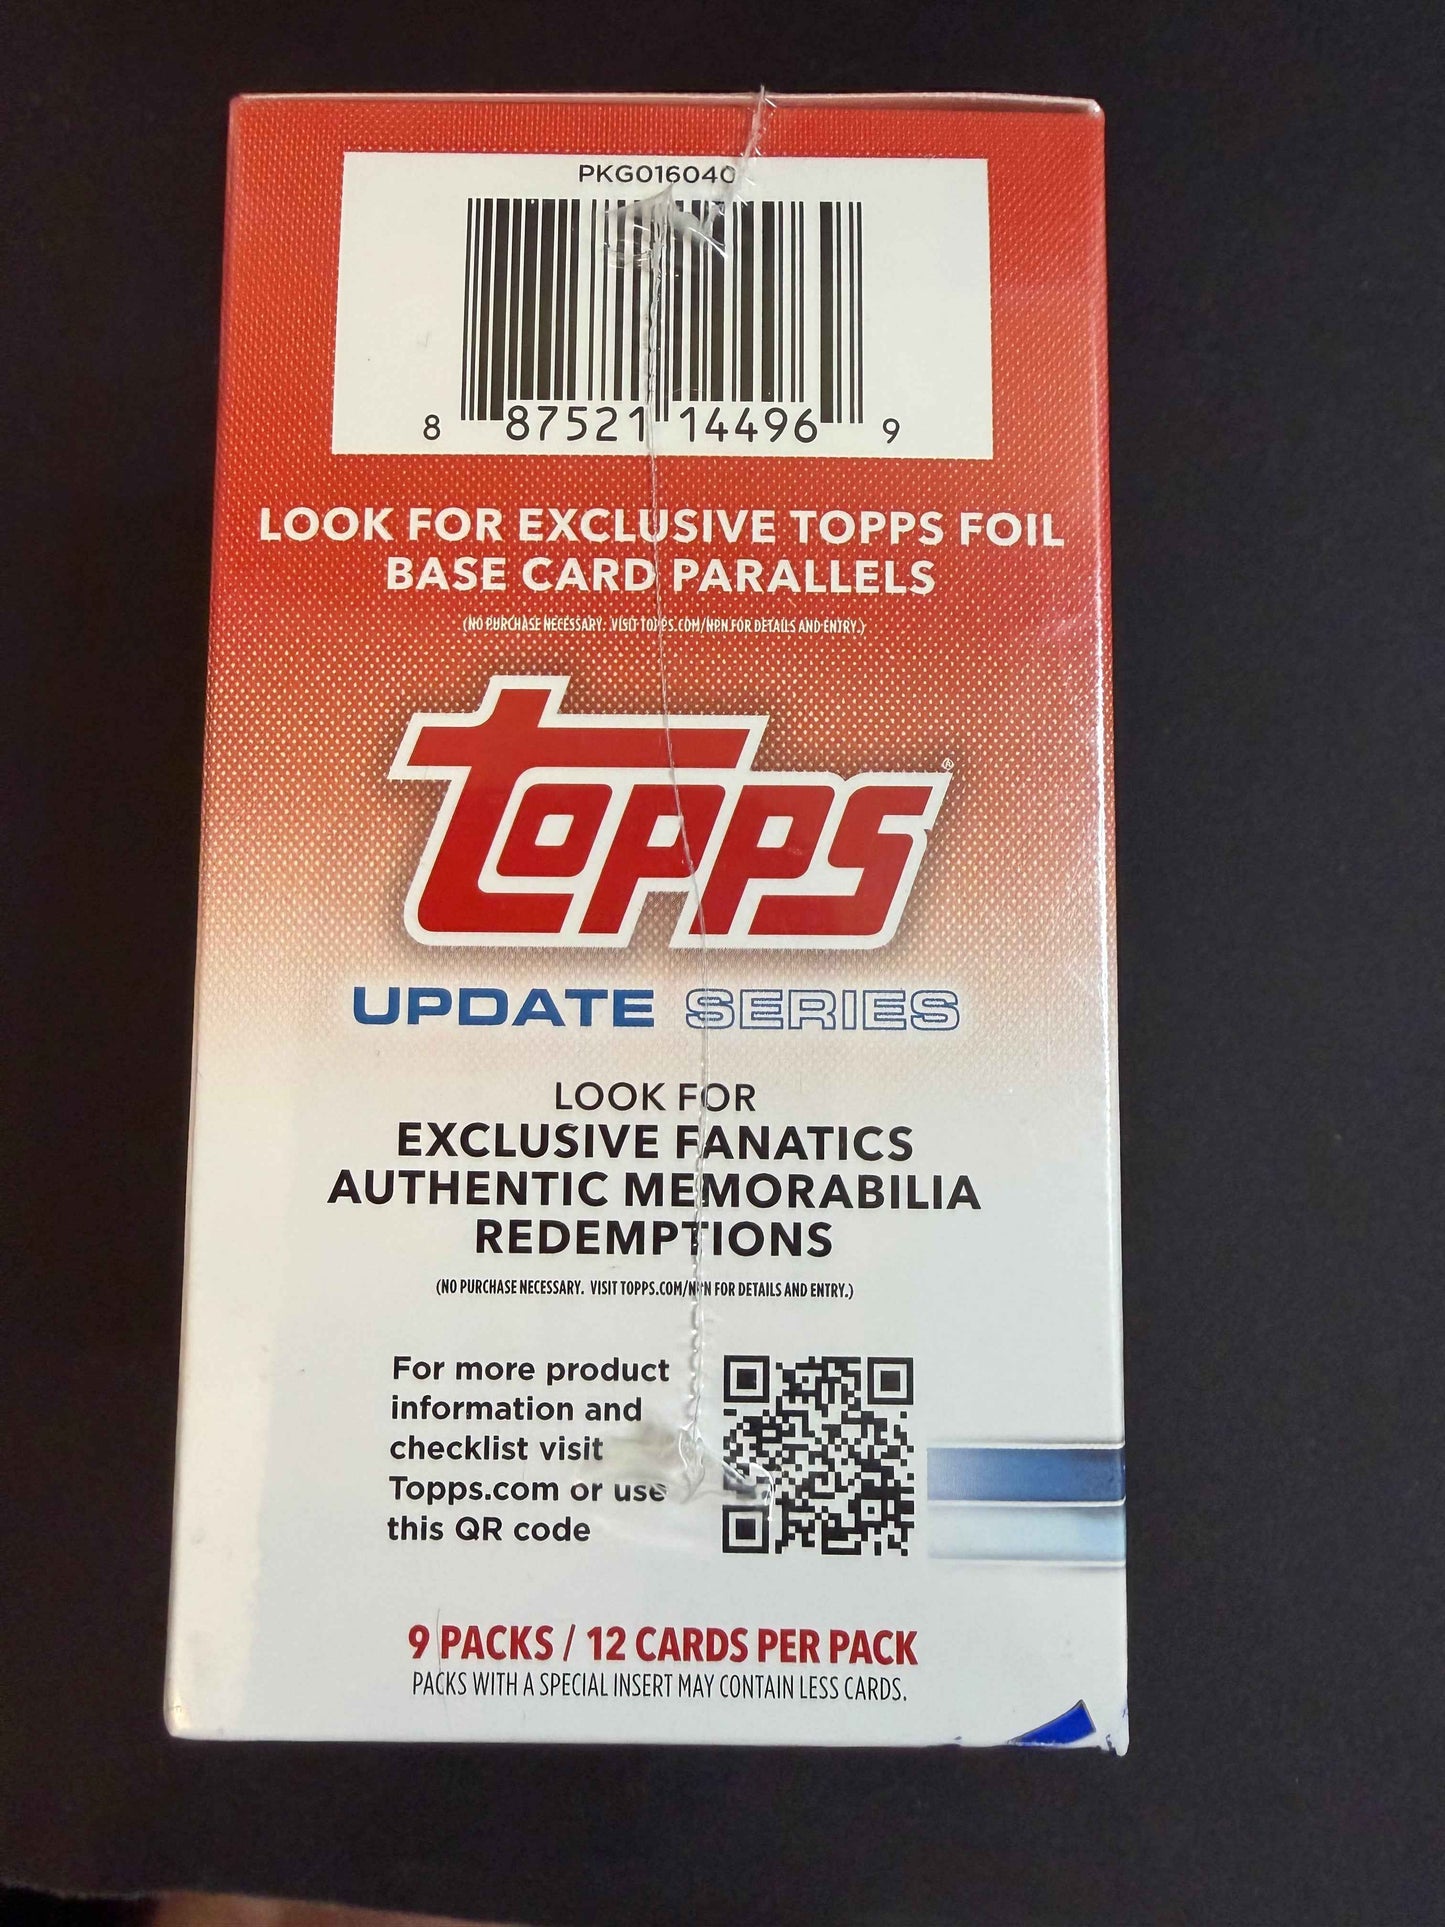 PKG016040
8 87521 14496 9
LOOK FOR EXCLUSIVE TOPPS FOIL
BASE CARD PARALLELS
(NO PURCHASE NECESSARY. VISIT TOPPS.COM/NPN FOR DETAILS AND ENTRY.)
Topps®
UPDATE SERIES
LOOK FOR
EXCLUSIVE FANATICS
AUTHENTIC MEMORABILIA
REDEMPTIONS
(NO PURCHASE NECESSARY. VISIT TOPPS.COM/NPN FOR DETAILS AND ENTRY.)
For more product
information and
checklist visit
Topps.com or use
this QR code
9 PACKS / 12 CARDS PER PACK
PACKS WITH A SPECIAL INSERT MAY CONTAIN LESS CARDS.